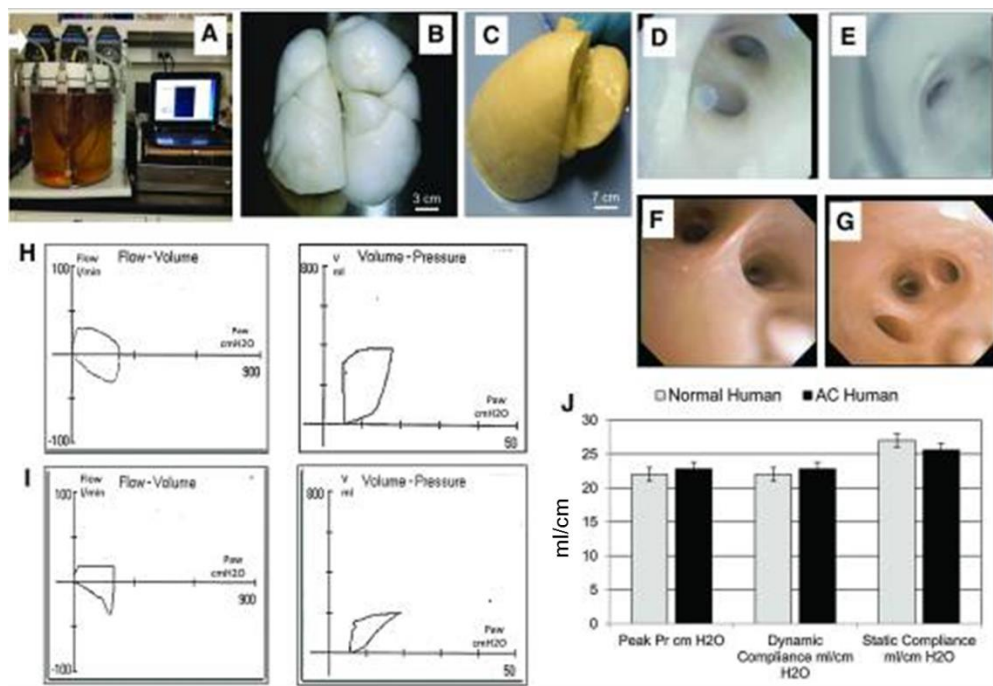 A
B
3 cm
C
7 cm
D
E
F
G
H
Flow - Volume
Flow
l/min
100
Paw
cmH2O
900
-100
Volume - Pressure
V
ml
800
Paw
cmH2O
50
I
Flow - Volume
Flow
l/min
100
Paw
cmH2O
900
-100
Volume - Pressure
V
ml
800
Paw
cmH2O
50
J
Normal Human
AC Human
30
25
20
15
10
5
0
ml/cm
Peak Pr cm H2O
Dynamic
Compliance ml/cm
H2O
Static Compliance
ml/cm H2O